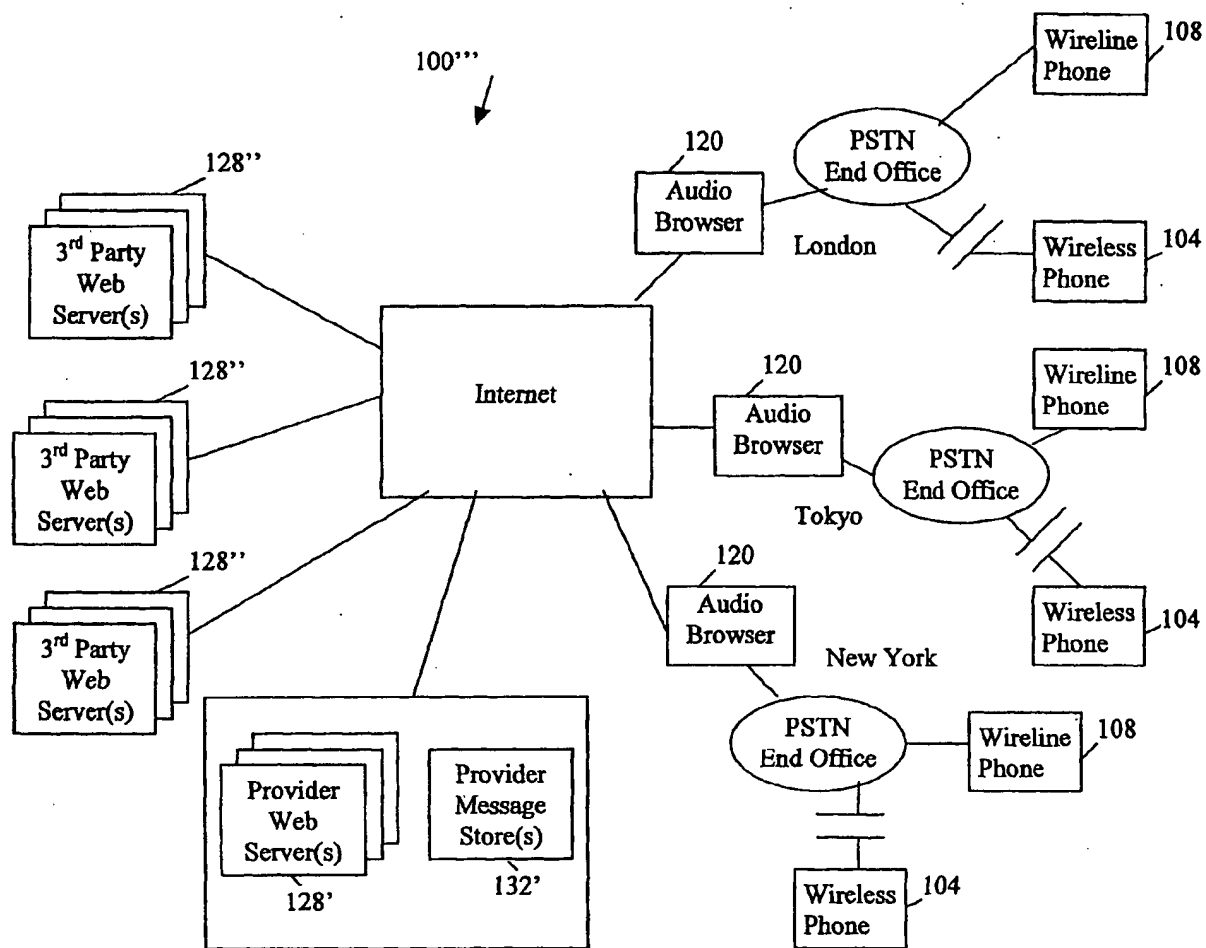 100'''
Wireline
Phone
108
PSTN
End Office
120
Audio
Browser
London
Wireless
Phone
104
128''
3rd Party
Web
Server(s)
Internet
128''
3rd Party
Web
Server(s)
120
Audio
Browser
Tokyo
PSTN
End Office
Wireline
Phone
108
Wireless
Phone
104
128''
3rd Party
Web
Server(s)
120
Audio
Browser
New York
PSTN
End Office
Wireline
Phone
108
Wireless
Phone
104
Provider
Web
Server(s)
128'
Provider
Message
Store(s)
132'